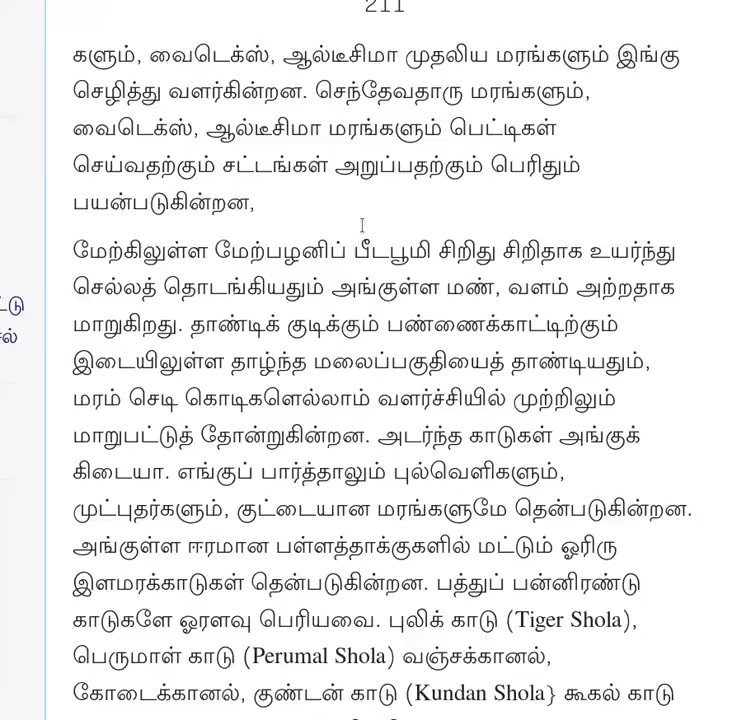 211
களும், வைடெக்ஸ், ஆல்டீசிமா முதலிய மரங்களும் இங்கு
செழித்து வளர்கின்றன. செந்தேவதாரு மரங்களும்,
வைடெக்ஸ், ஆல்டீசிமா மரங்களும் பெட்டிகள்
செய்வதற்கும் சட்டங்கள் அறுப்பதற்கும் பெரிதும்
பயன்படுகின்றன,
மேற்கிலுள்ள மேற்பழனிப் பீடபூமி சிறிது சிறிதாக உயர்ந்து
செல்லத் தொடங்கியதும் அங்குள்ள மண், வளம் அற்றதாக
மாறுகிறது. தாண்டிக் குடிக்கும் பண்ணைக்காட்டிற்கும்
இடையிலுள்ள தாழ்ந்த மலைப்பகுதியைத் தாண்டியதும்,
மரம் செடி கொடிகளெல்லாம் வளர்ச்சியில் முற்றிலும்
மாறுபட்டுத் தோன்றுகின்றன. அடர்ந்த காடுகள் அங்குக்
கிடையா. எங்குப் பார்த்தாலும் புல்வெளிகளும்,
முட்புதர்களும், குட்டையான மரங்களுமே தென்படுகின்றன.
அங்குள்ள ஈரமான பள்ளத்தாக்குகளில் மட்டும் ஓரிரு
இளமரக்காடுகள் தென்படுகின்றன. பத்துப் பன்னிரண்டு
காடுகளே ஓரளவு பெரியவை. புலிக் காடு (Tiger Shola),
பெருமாள் காடு (Perumal Shola) வஞ்சக்கானல்,
கோடைக்கானல், குண்டன் காடு (Kundan Shola} கூகல் காடு